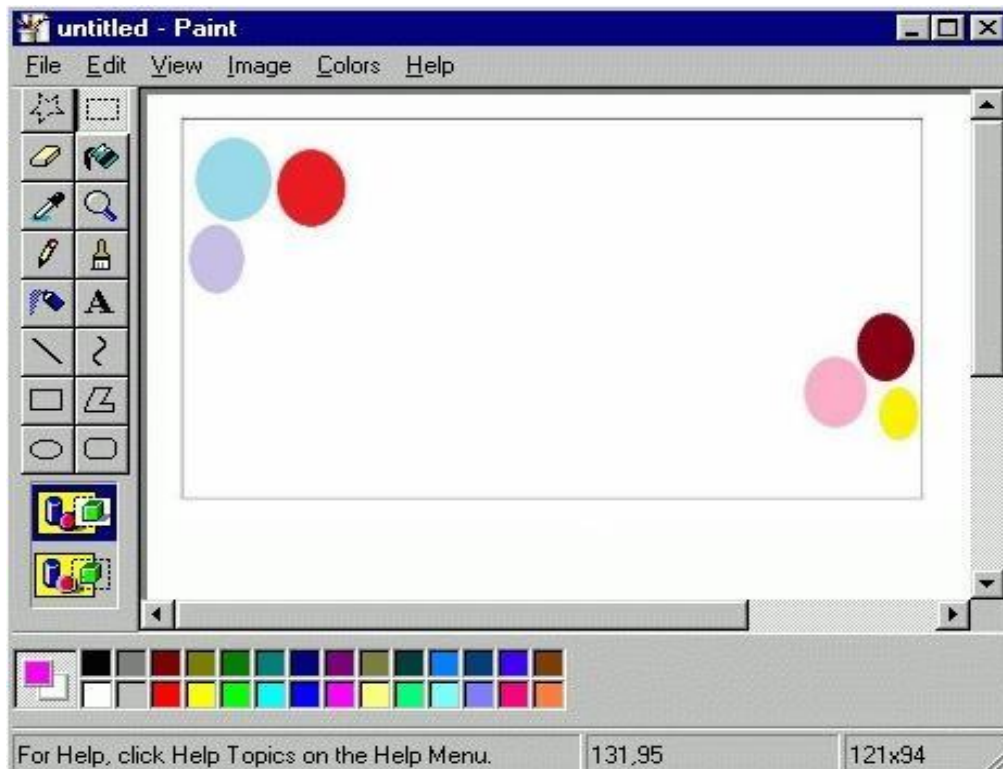 untitled - Paint
File Edit View Image Colors Help
A
For Help, click Help Topics on the Help Menu. 131,95 121x94